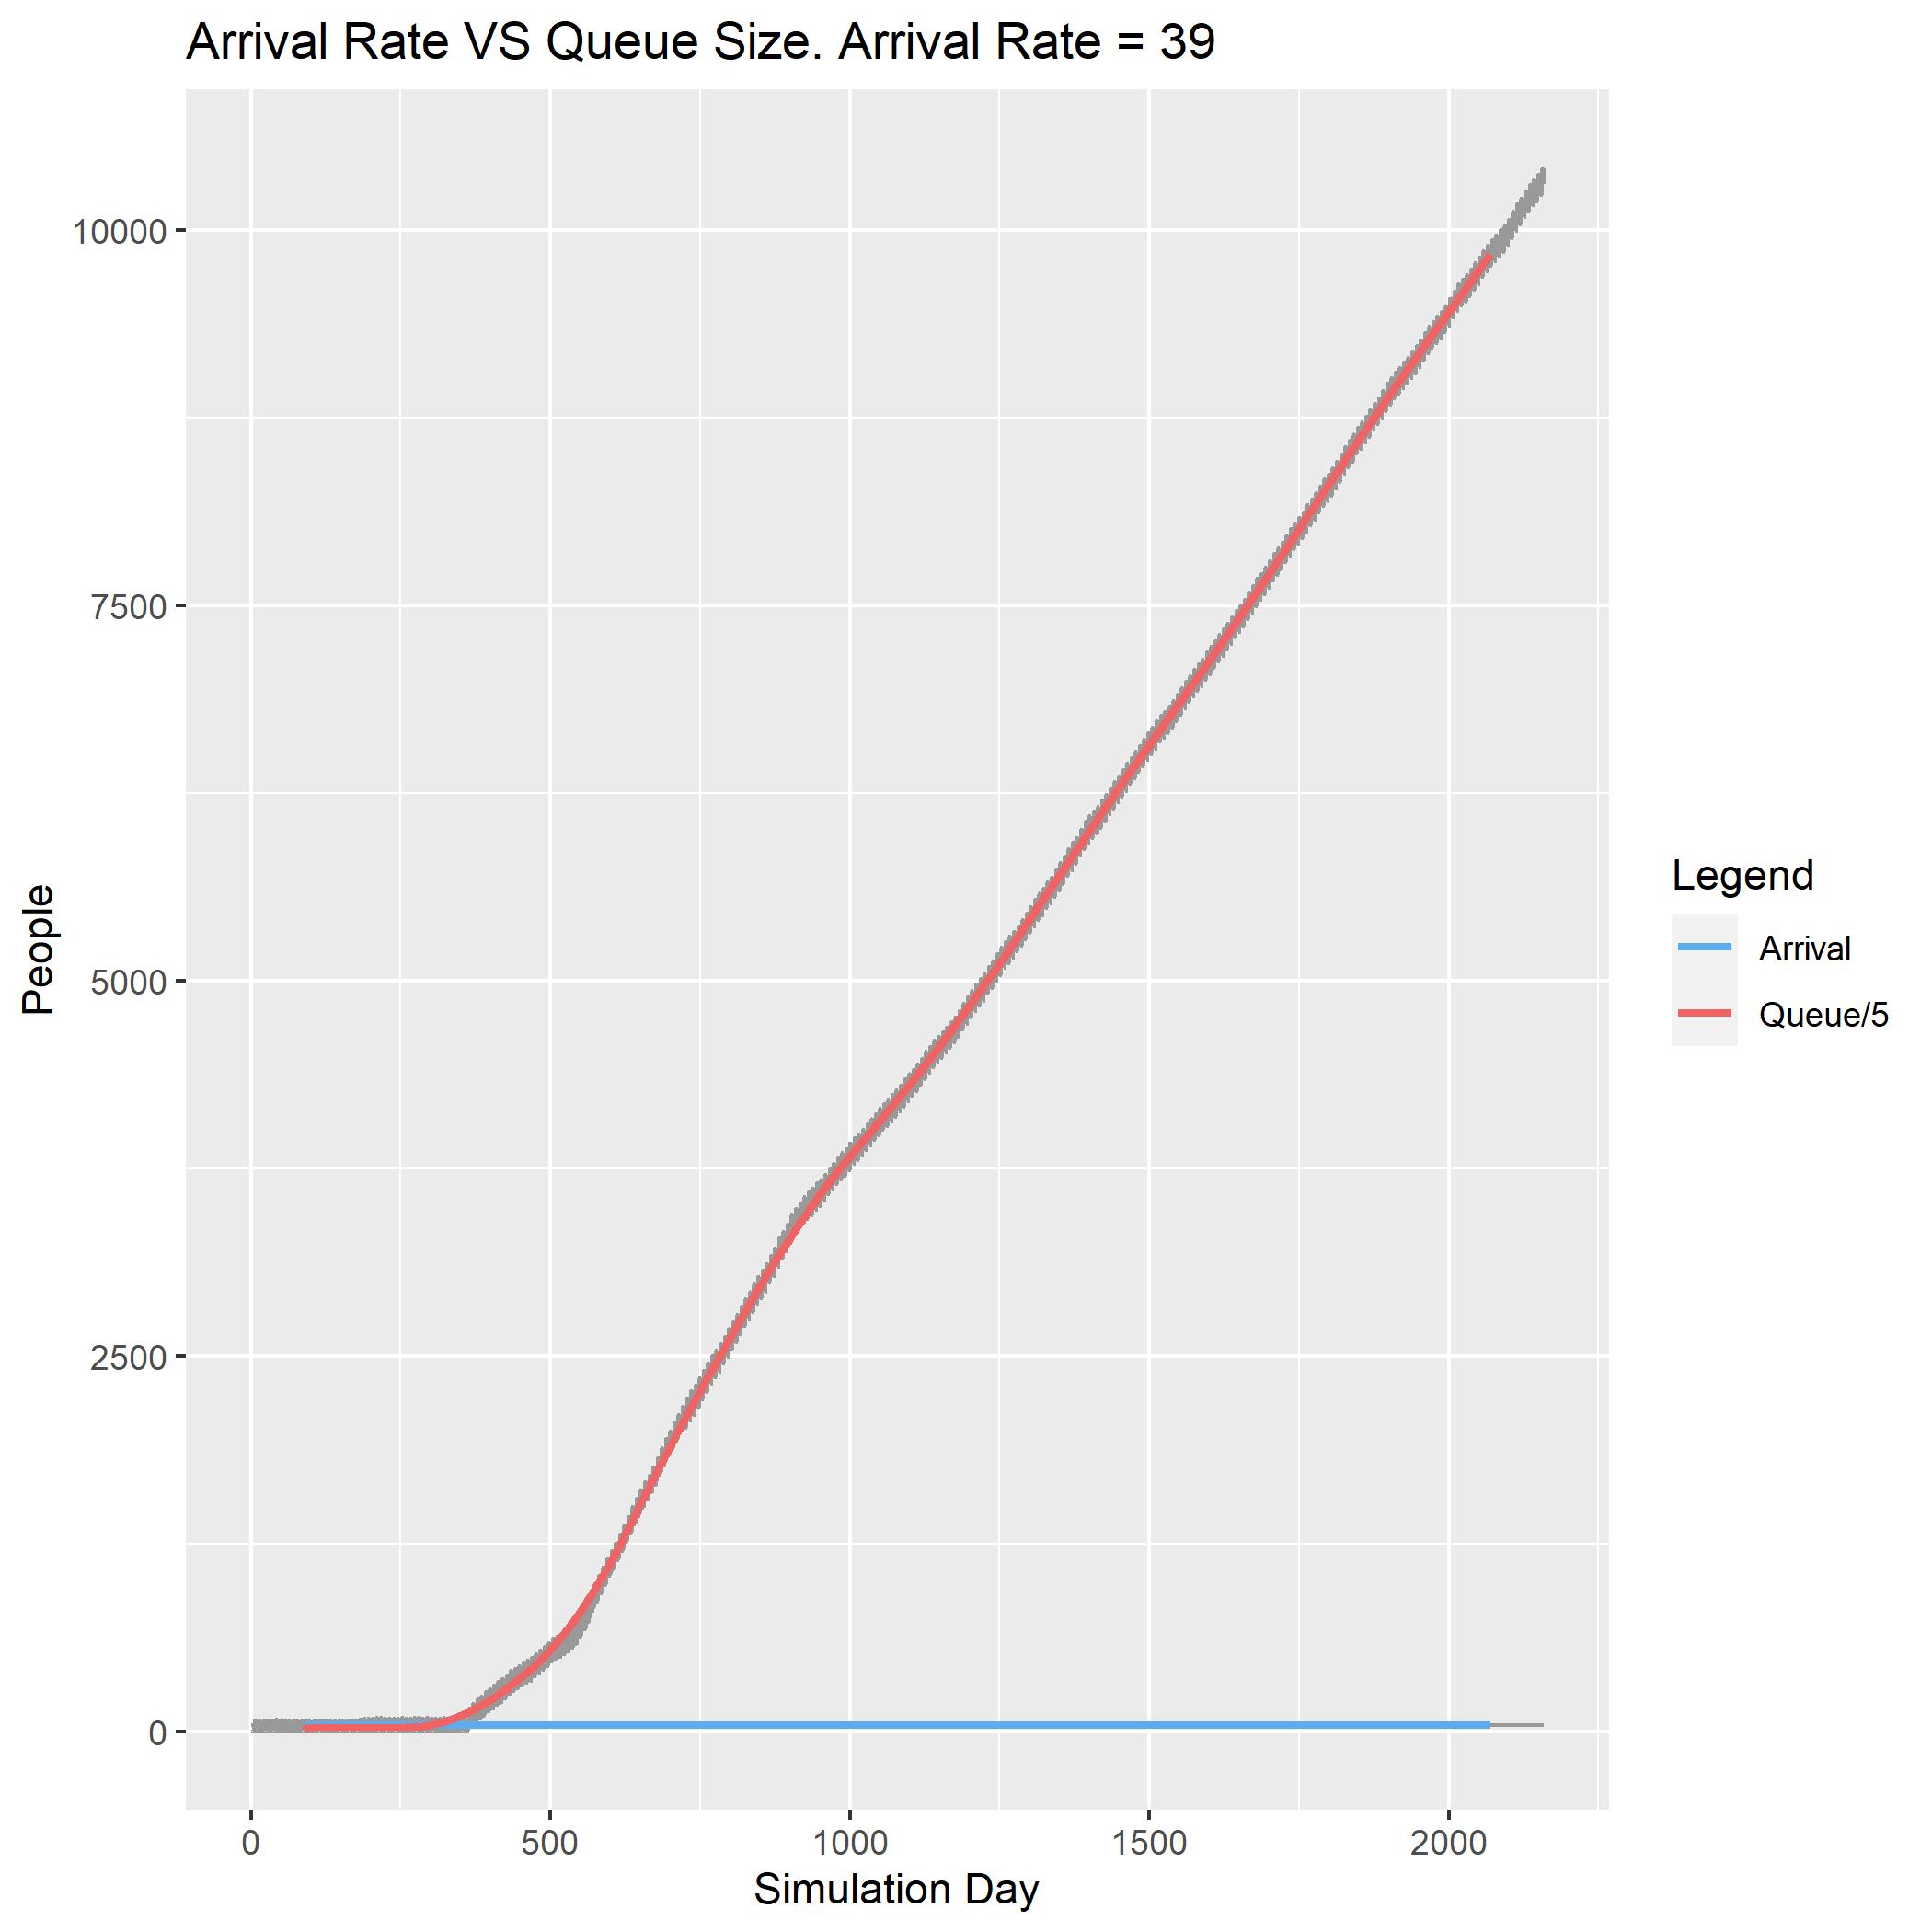 Arrival Rate VS Queue Size. Arrival Rate = 39
People
10000
7500
5000
2500
0
0 500 1000 1500 2000
Simulation Day
Legend
Arrival
Queue/5